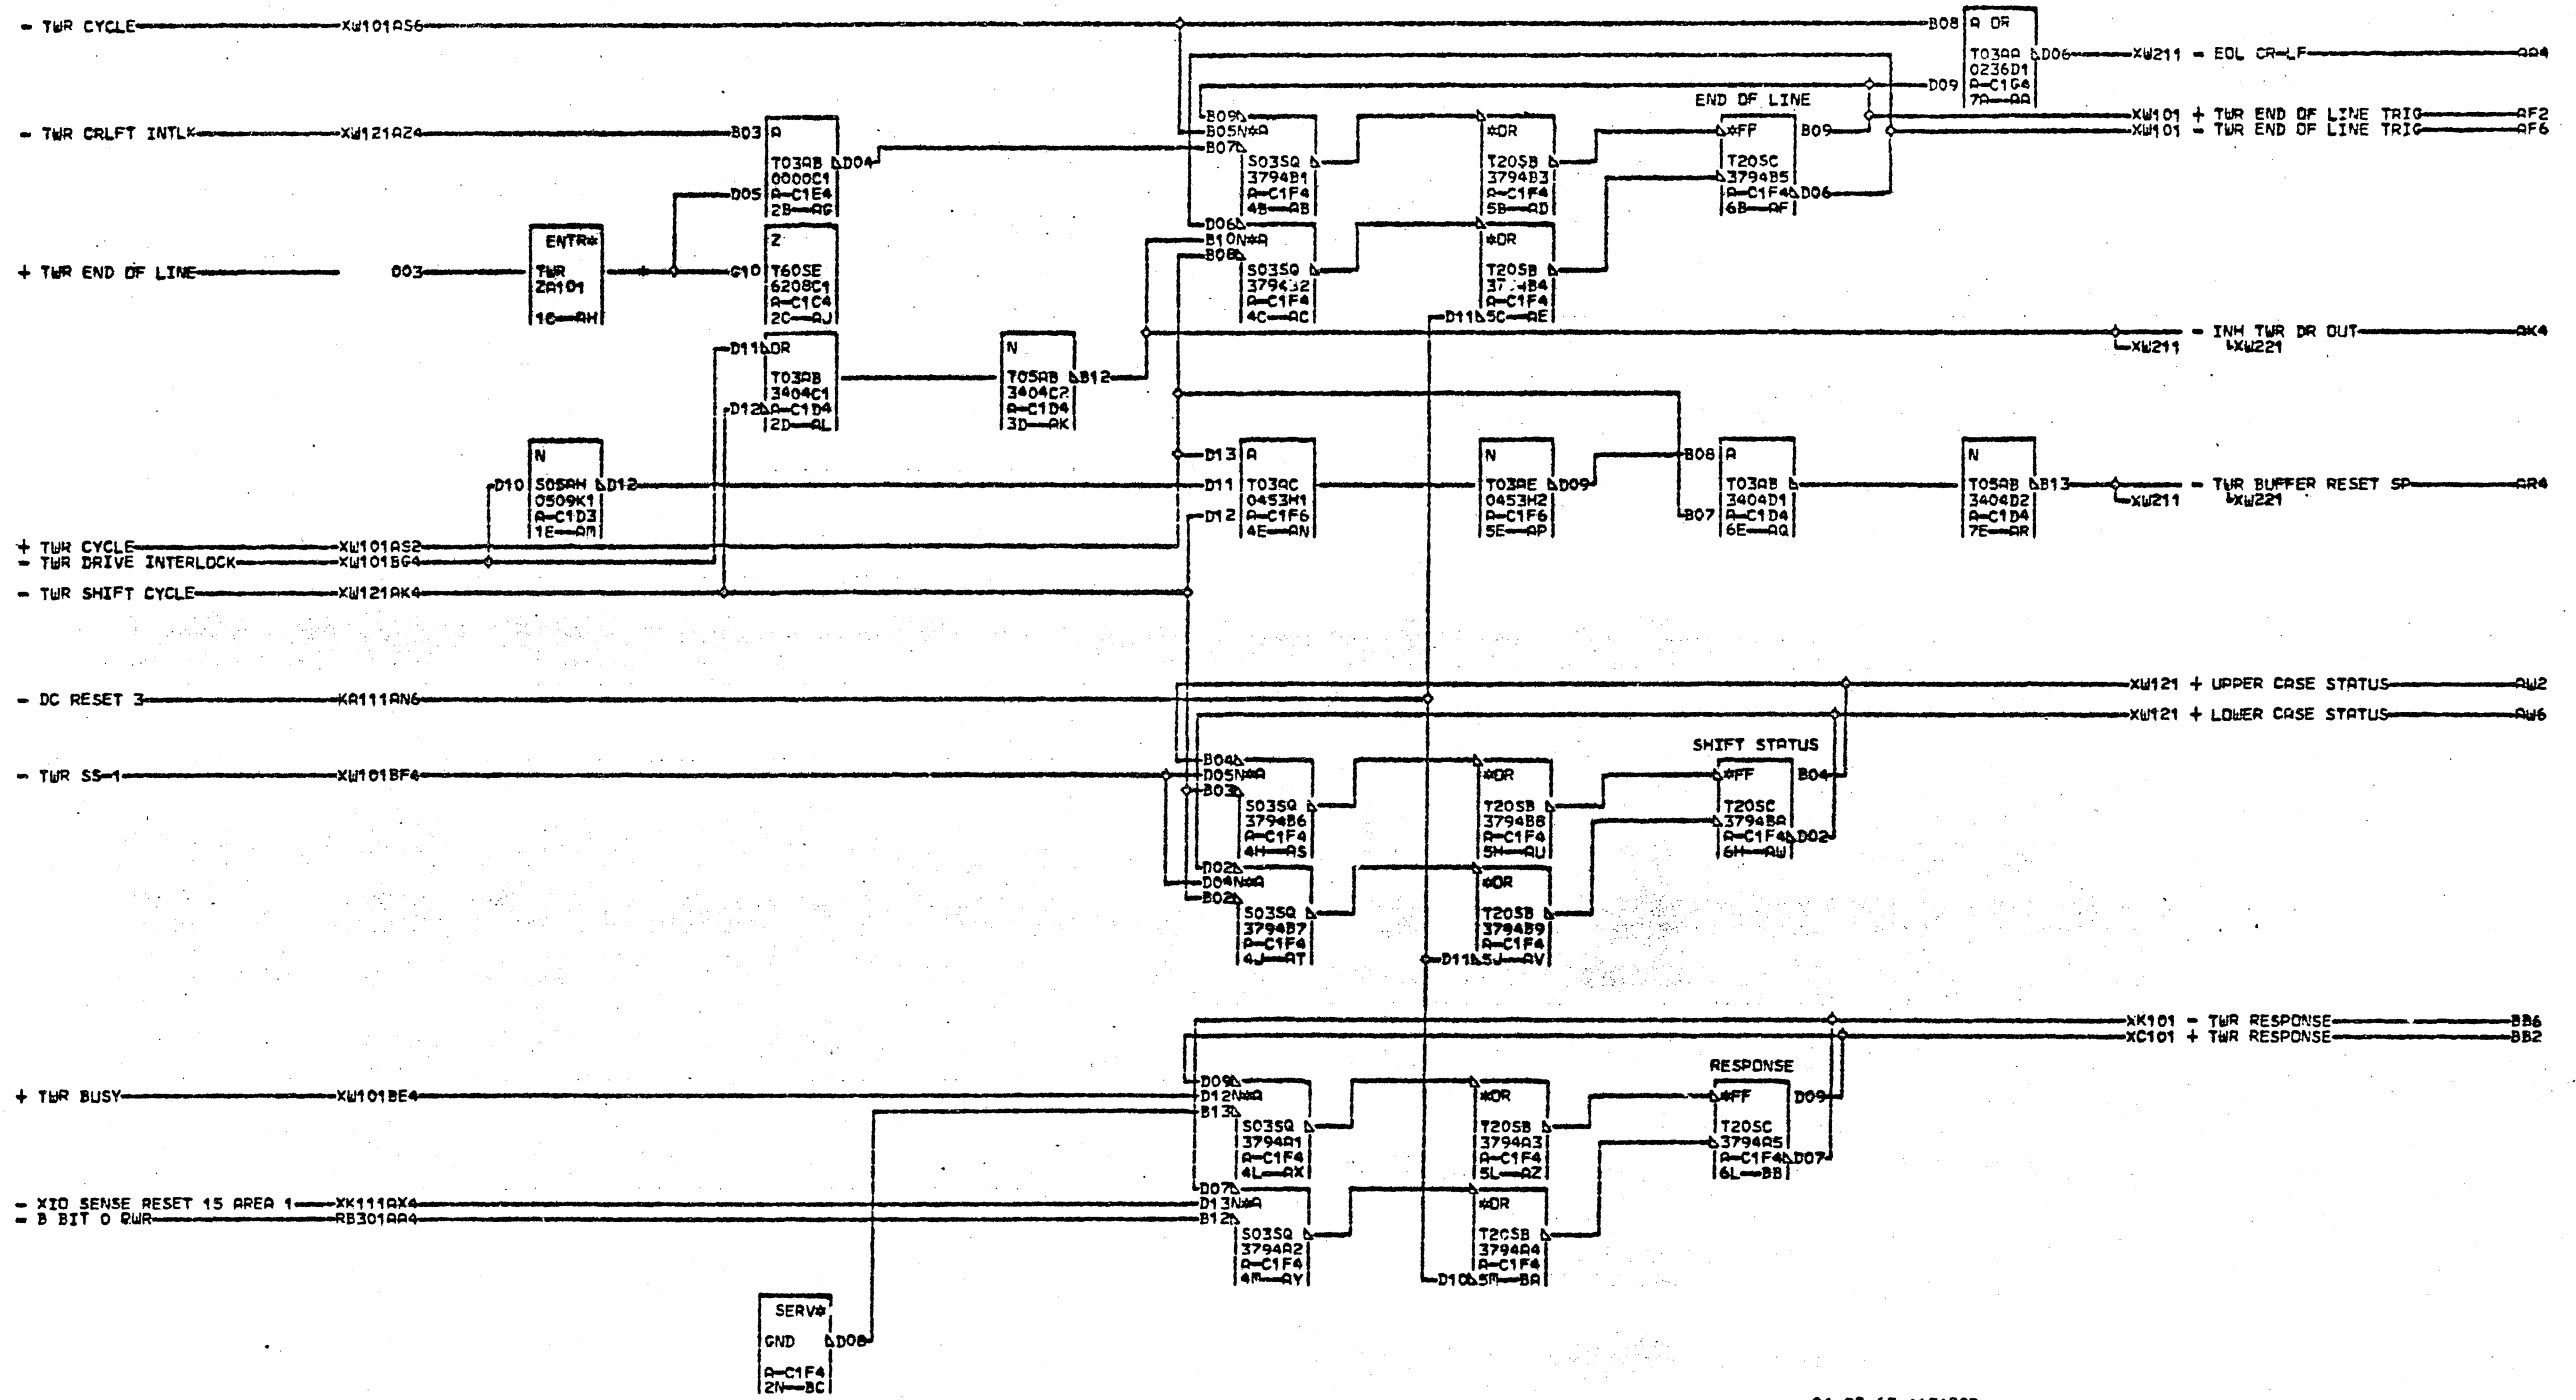 - TWR CYCLE XW101AS6 B08 A OR
T03AA D06 XW211 - EOL CR-LF AA4
0236D1
D09 A-C1G4
7A AA
END OF LINE
- TWR CRLFT INTLK XW121AZ4 B03 A
T03AB D04
0000C1
D05 A-C1E4
2B AG
B09
B05 N*A
B07
S03SQ
3794B1
A-C1F4
4B AB
*OR
T20SB
3794B3
A-C1F4
5B AD
*FF B09
T20SC
3794B5
A-C1F4 D06
6B AF
XW101 + TWR END OF LINE TRIG AF2
XW101 - TWR END OF LINE TRIG AF6
+ TWR END OF LINE D03
ENTR*
TWR
ZA101
1C AH
Z
G10 T60SE
6208C1
A-C1C4
2C AJ
D06
B10 N*A
B08
S03SQ
A-C1F4
4C AC
*OR
T20SB
A-C1F4
D11 5C AE
- INH TWR DR OUT AK4
XW211 XW221
D11 OR
T03AB
3404C1
D12 A-C1D4
2D AL
N
T05AB B12
3404C2
A-C1D4
3D AK
N
D10 S05AH D12
0509K1
A-C1D3
1E AM
D13 A
D11 T03AC
0453H1
D12 A-C1F6
4E AN
N
T03AE D09
0453H2
A-C1F6
5E AP
B08 A
T03AB
3404D1
B07 A-C1D4
6E AQ
N
T05AB B13
3404D2
A-C1D4
7E AR
- TWR BUFFER RESET SP AR4
XW211 XW221
+ TWR CYCLE XW101AS2
- TWR DRIVE INTERLOCK XW101BG4
- TWR SHIFT CYCLE XW121AK4
XW121 + UPPER CASE STATUS AW2
- DC RESET 3 KA111AN6
XW121 + LOWER CASE STATUS AW6
SHIFT STATUS
- TWR SS-1 XW101BF4
B04
D05 N*A
B03
S03SQ
3794B6
A-C1F4
4H AS
*OR
T20SB
3794B8
A-C1F4
5H AU
*FF B04
T20SC
3794BA
A-C1F4 D02
6H AW
D02
D04 N*A
B02
S03SQ
3794B7
A-C1F4
4J AT
*OR
T20SB
3794B9
A-C1F4
D11 5J AV
XK101 - TWR RESPONSE BB6
XC101 + TWR RESPONSE BB2
RESPONSE
+ TWR BUSY XW101BE4
D09
D12 N*A
B13
S03SQ
3794A1
A-C1F4
4L AX
*OR
T20SB
3794A3
A-C1F4
5L AZ
*FF D09
T20SC
3794A5
A-C1F4 D07
6L BB
- XIO SENSE RESET 15 AREA 1 XK111AX4
- B BIT 0 PWR RB301AA4
D07
D13 N*A
B12
S03SQ
3794A2
A-C1F4
4M AY
*OR
T20SB
3794A4
A-C1F4
D10 5M BA
SERV*
GND D08
A-C1F4
2N BC